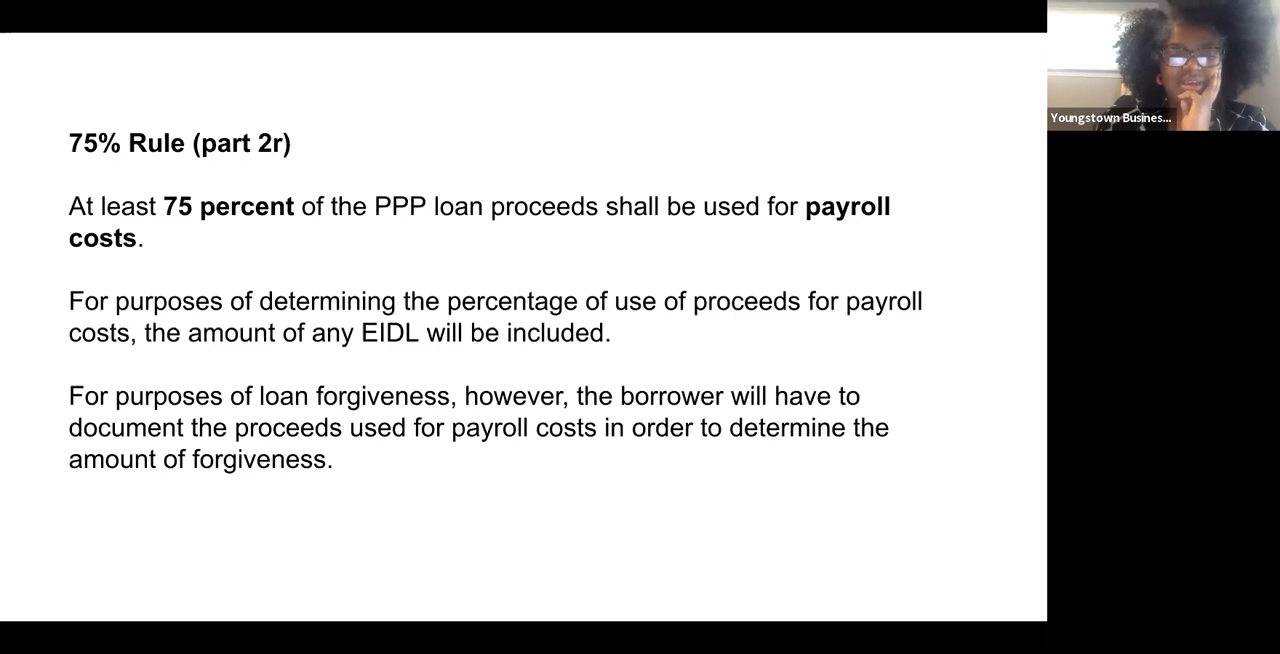 75% Rule (part 2r)
At least 75 percent of the PPP loan proceeds shall be used for payroll
costs.
For purposes of determining the percentage of use of proceeds for payroll
costs, the amount of any EIDL will be included.
For purposes of loan forgiveness, however, the borrower will have to
document the proceeds used for payroll costs in order to determine the
amount of forgiveness.
Youngstown Busines...